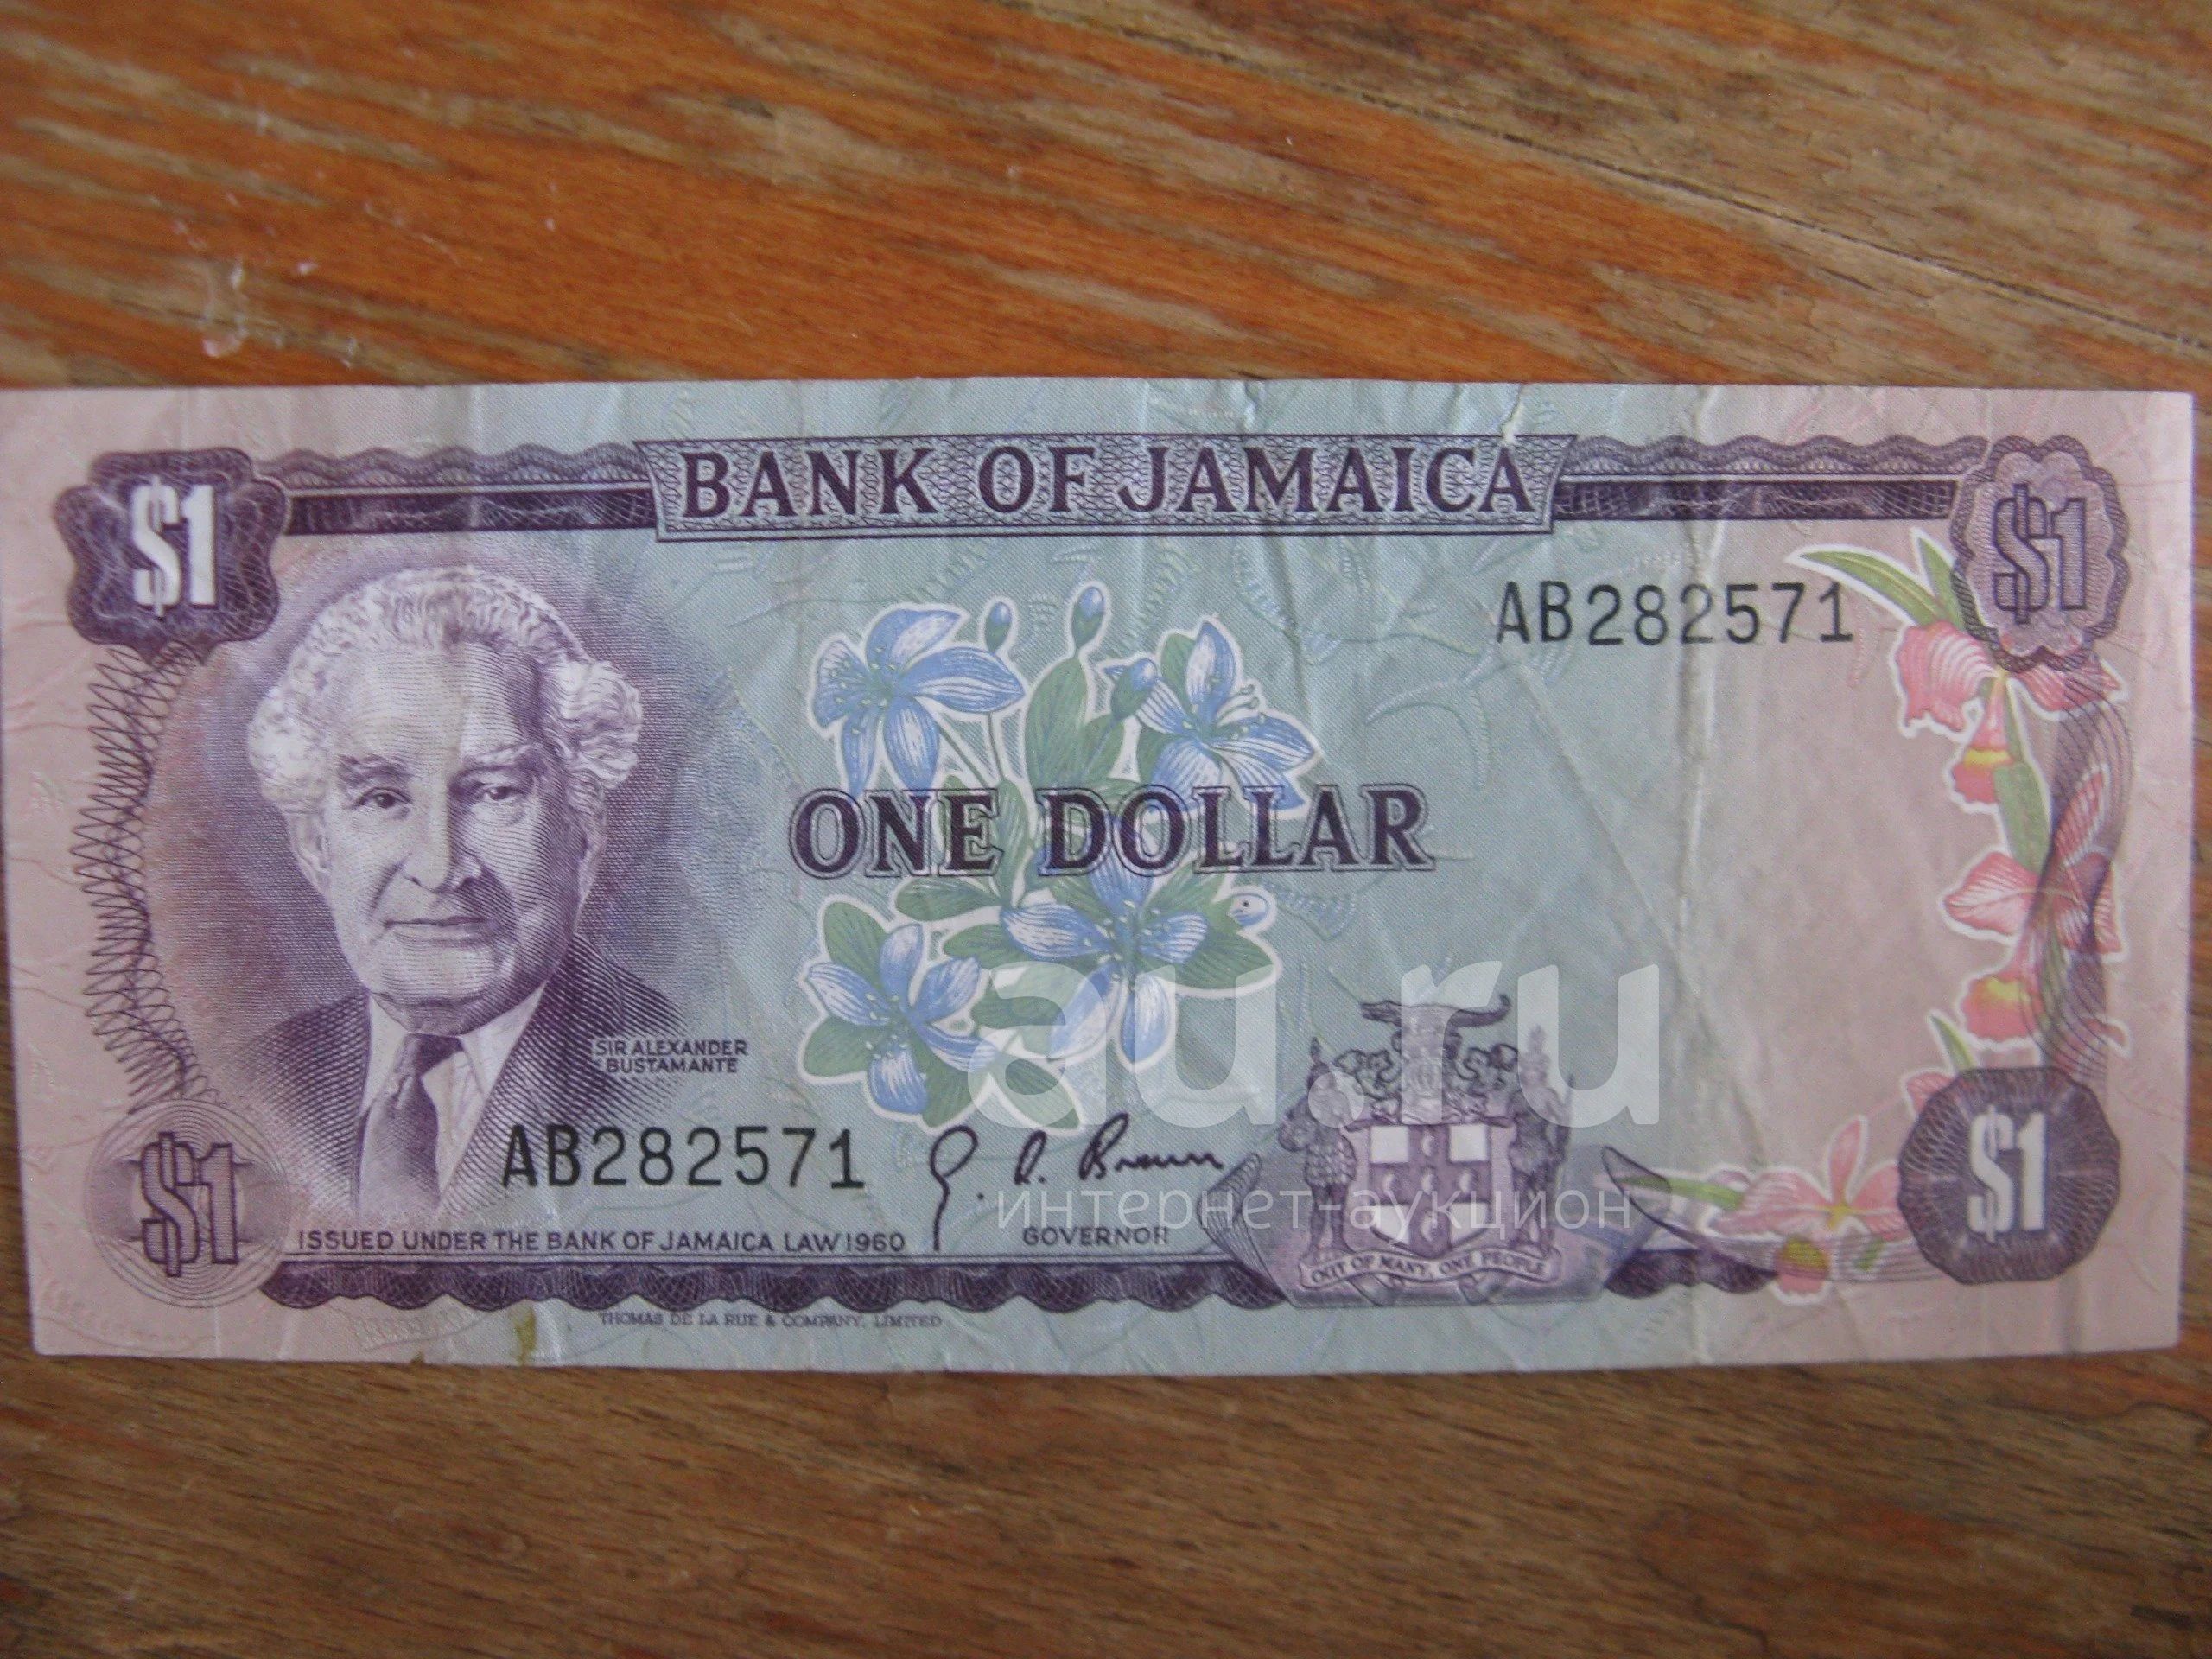 BANK OF JAMAICA
$1
$1
AB282571
ONE DOLLAR
SIR ALEXANDER
BUSTAMANTE
au.ru
интернет-аукцион
AB282571
G. A. Brown
GOVERNOR
$1
$1
ISSUED UNDER THE BANK OF JAMAICA LAW 1960
OUT OF MANY, ONE PEOPLE
THOMAS DE LA RUE & COMPANY, LIMITED